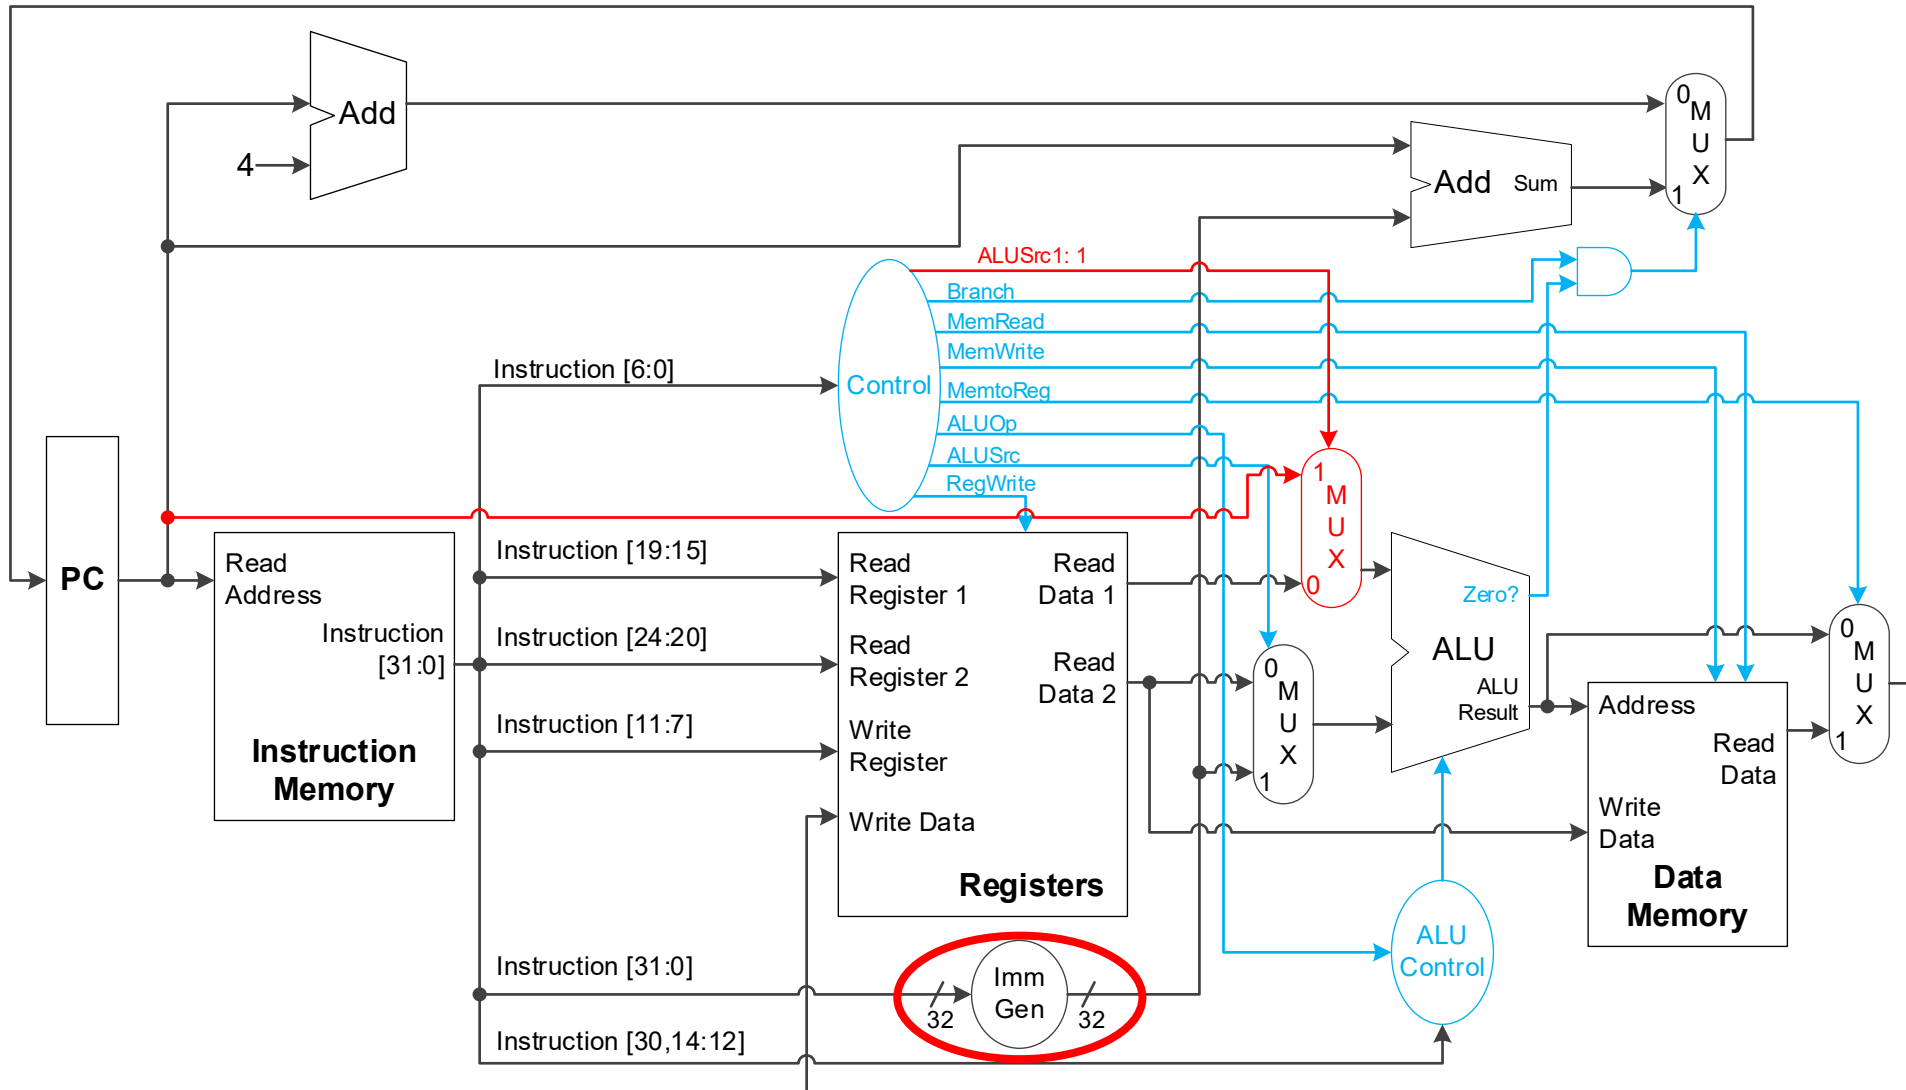 Add
4
0
M
U
X
1
Add
Sum
ALUSrc1: 1
Branch
MemRead
MemWrite
MemtoReg
ALUOp
ALUSrc
RegWrite
Control
Instruction [6:0]
PC
Read
Address
Instruction
[31:0]
Instruction
Memory
Instruction [19:15]
Instruction [24:20]
Instruction [11:7]
Read
Register 1
Read
Register 2
Write
Register
Write Data
Read
Data 1
Read
Data 2
Registers
1
M
U
X
0
0
M
U
X
1
Zero?
ALU
ALU
Result
Address
Read
Data
Write
Data
Data
Memory
0
M
U
X
1
Instruction [31:0]
32
Imm
Gen
32
Instruction [30,14:12]
ALU
Control